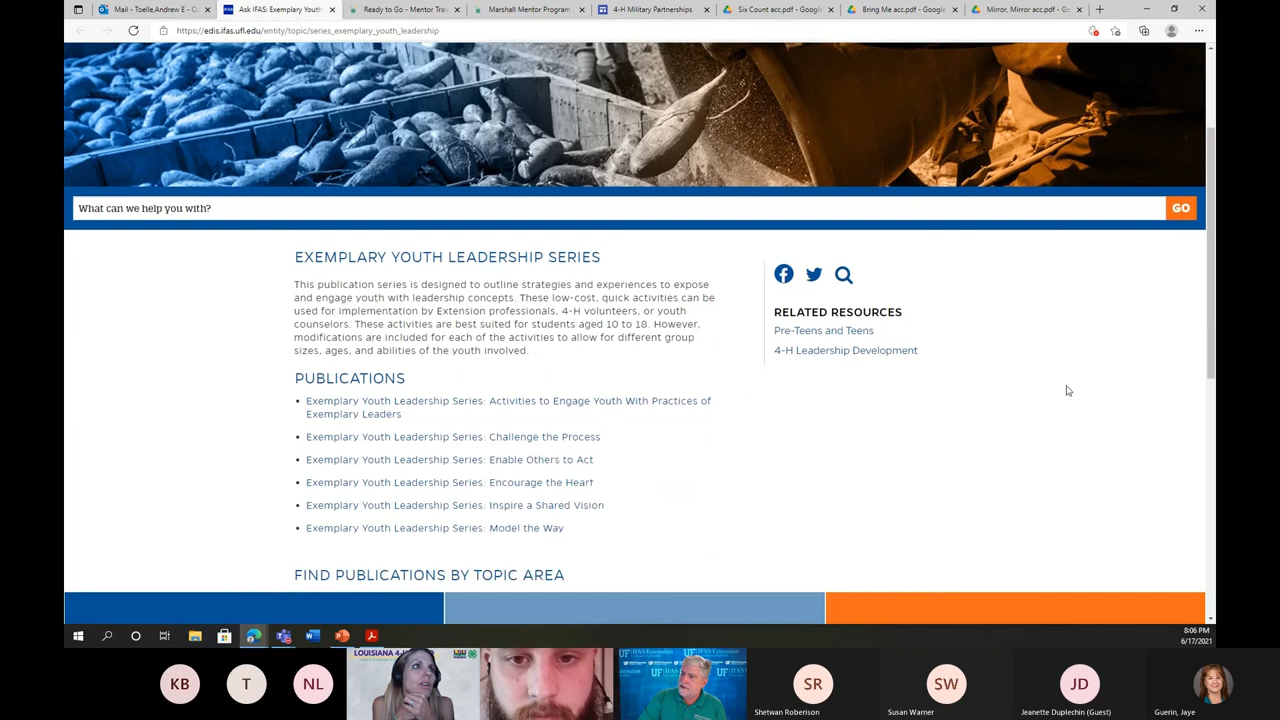 Mail - Toelle,Andrew E - O
Ask IFAS: Exemplary Youth
Ready to Go - Mentor Trai
Marshall Mentor Program
4-H Military Partnerships
Six Count acc.pdf - Google
Bring Me acc.pdf - Google
Mirror, Mirror acc.pdf - Go
https://edis.ifas.ufl.edu/entity/topic/series_exemplary_youth_leadership
What can we help you with?
GO
EXEMPLARY YOUTH LEADERSHIP SERIES
This publication series is designed to outline strategies and experiences to expose
and engage youth with leadership concepts. These low-cost, quick activities can be
used for implementation by Extension professionals, 4-H volunteers, or youth
counselors. These activities are best suited for students aged 10 to 18. However,
modifications are included for each of the activities to allow for different group
sizes, ages, and abilities of the youth involved.
RELATED RESOURCES
Pre-Teens and Teens
4-H Leadership Development
PUBLICATIONS
• Exemplary Youth Leadership Series: Activities to Engage Youth With Practices of
Exemplary Leaders
• Exemplary Youth Leadership Series: Challenge the Process
• Exemplary Youth Leadership Series: Enable Others to Act
• Exemplary Youth Leadership Series: Encourage the Heart
• Exemplary Youth Leadership Series: Inspire a Shared Vision
• Exemplary Youth Leadership Series: Model the Way
FIND PUBLICATIONS BY TOPIC AREA
8:06 PM
6/17/2021
KB
T
NL
LOUISIANA 4-H
UF IFAS Extension
SR
Shetwan Roberison
SW
Susan Warner
JD
Jeanette Duplechin (Guest)
Guerin, Jaye